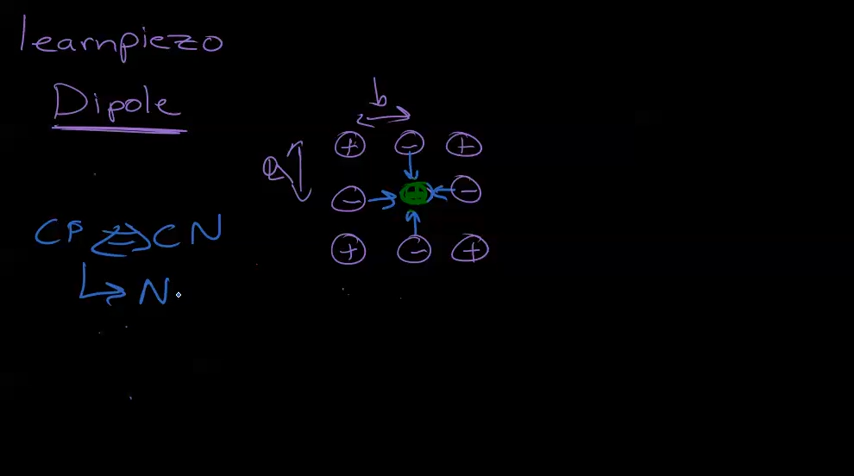 learnpiezo
Dipole
b
+ - +
a
- + -
+ - +
CP = CN
N